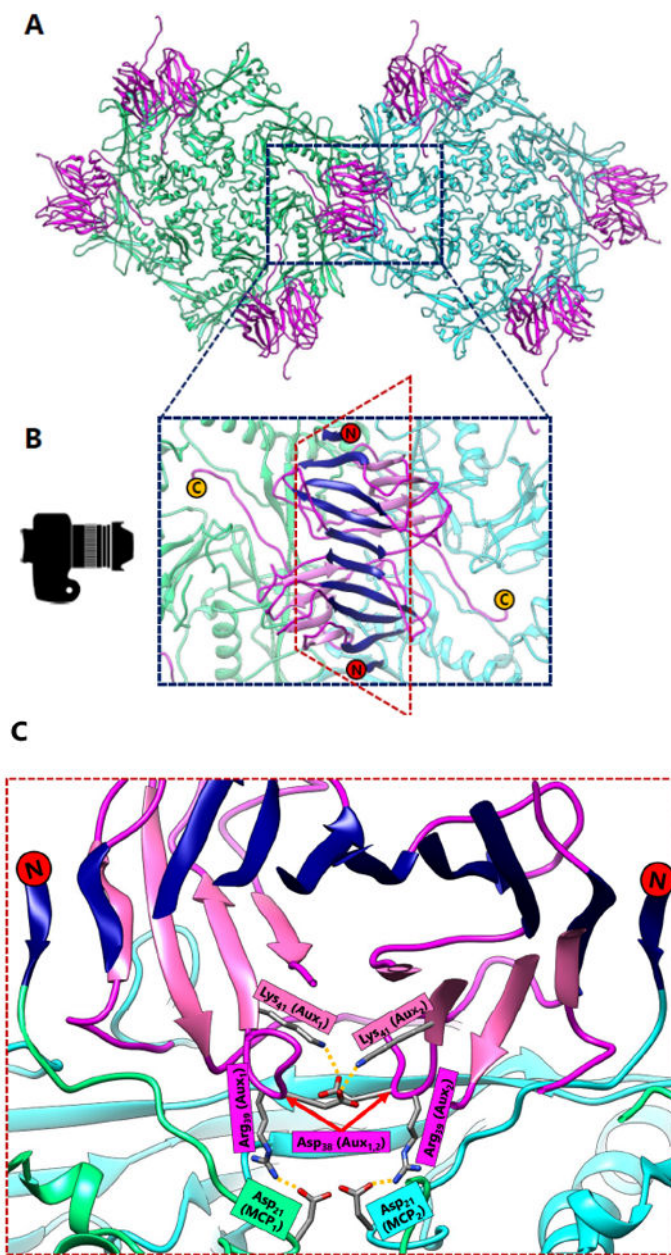 A
B
N
C
C
N
C
N
N
Lys41 (Aux1)
Lys41 (Aux2)
Arg39 (Aux1)
Arg39 (Aux2)
Asp38 (Aux1,2)
Asp21
(MCP1)
Asp21
(MCP2)